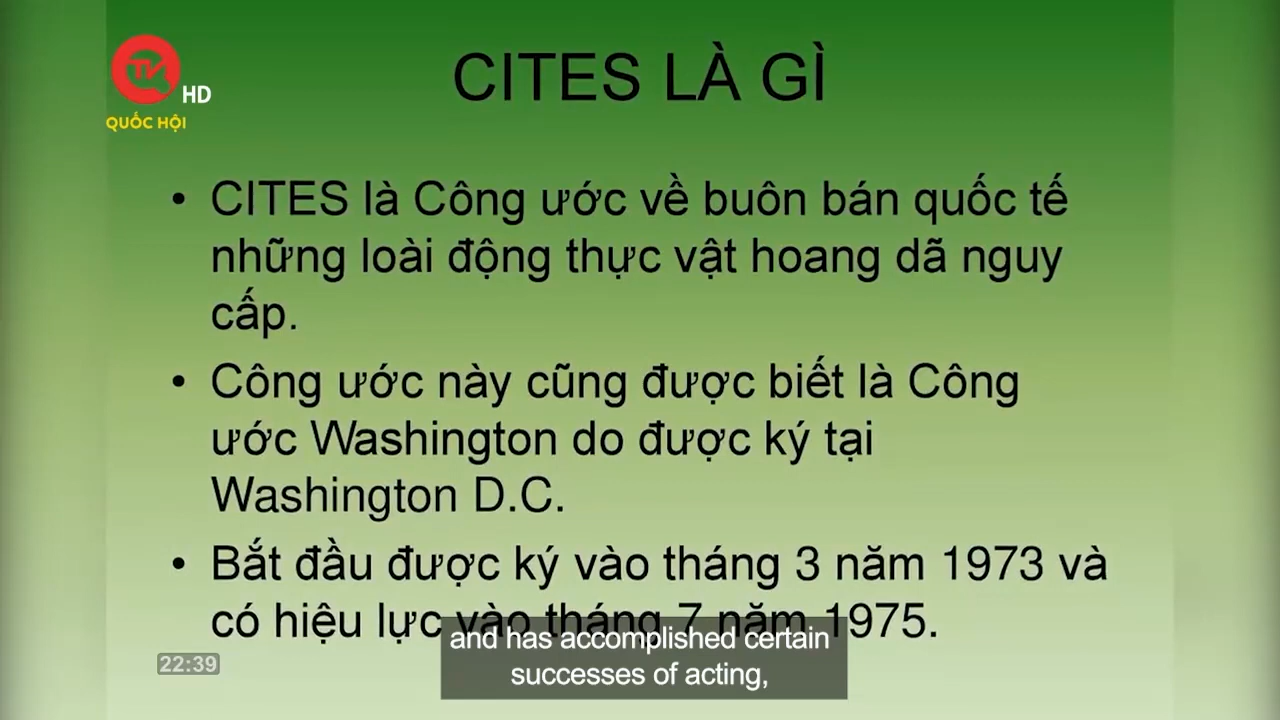 CITES LÀ GÌ
TV
HD
QUỐC HỘI
• CITES là Công ước về buôn bán quốc tế
những loài động thực vật hoang dã nguy
cấp.
• Công ước này cũng được biết là Công
ước Washington do được ký tại
Washington D.C.
• Bắt đầu được ký vào tháng 3 năm 1973 và
có hiệu lực vào tháng 7 năm 1975.
and has accomplished certain
successes of acting,
22:39